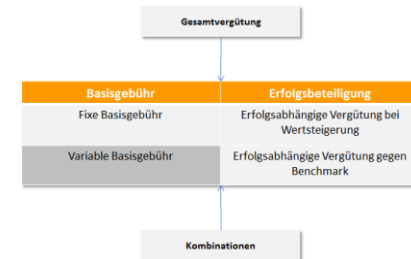 Gesamtvergütung
Basisgebühr
Erfolgsbeteiligung
Fixe Basisgebühr
Erfolgsabhängige Vergütung bei
Wertsteigerung
Variable Basisgebühr
Erfolgsabhängige Vergütung gegen
Benchmark
Kombinationen